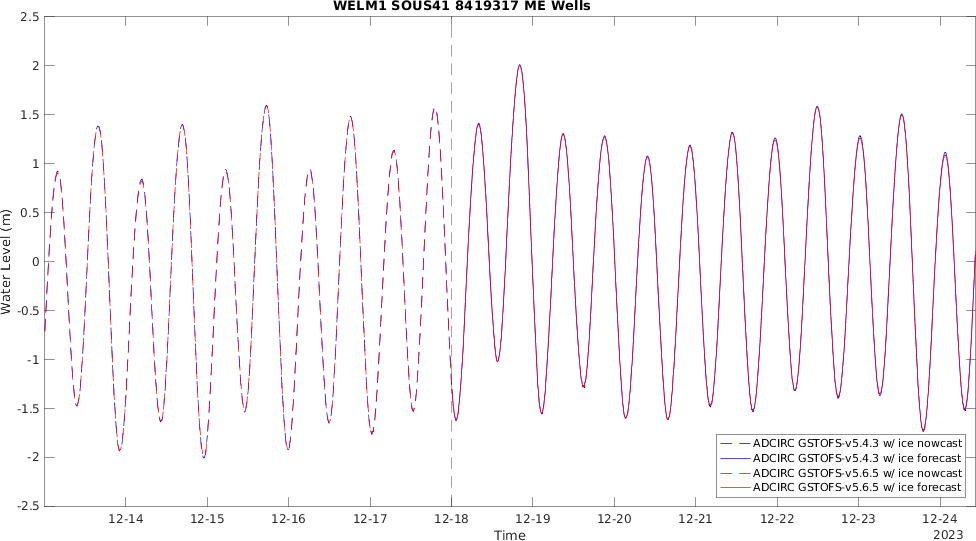 WELM1 SOUS41 8419317 ME Wells
2.5
2
1.5
1
0.5
0
-0.5
-1
-1.5
-2
-2.5
Water Level (m)
ADCIRC GSTOFS-v5.4.3 w/ ice nowcast
ADCIRC GSTOFS-v5.4.3 w/ ice forecast
ADCIRC GSTOFS-v5.6.5 w/ ice nowcast
ADCIRC GSTOFS-v5.6.5 w/ ice forecast
12-14 12-15 12-16 12-17 12-18 12-19 12-20 12-21 12-22 12-23 12-24
Time
2023